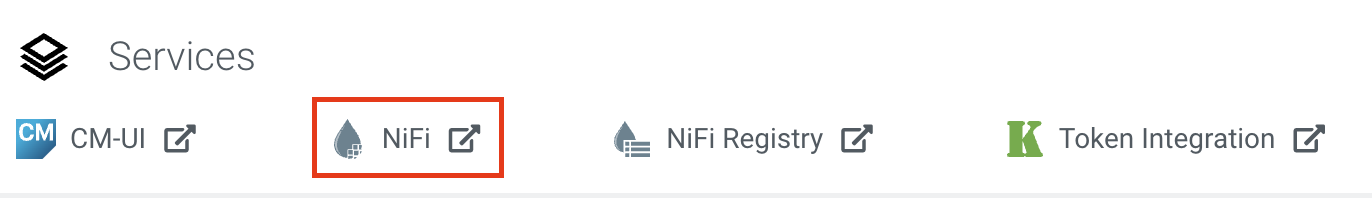 Services
CM CM-UI NiFi NiFi Registry K Token Integration